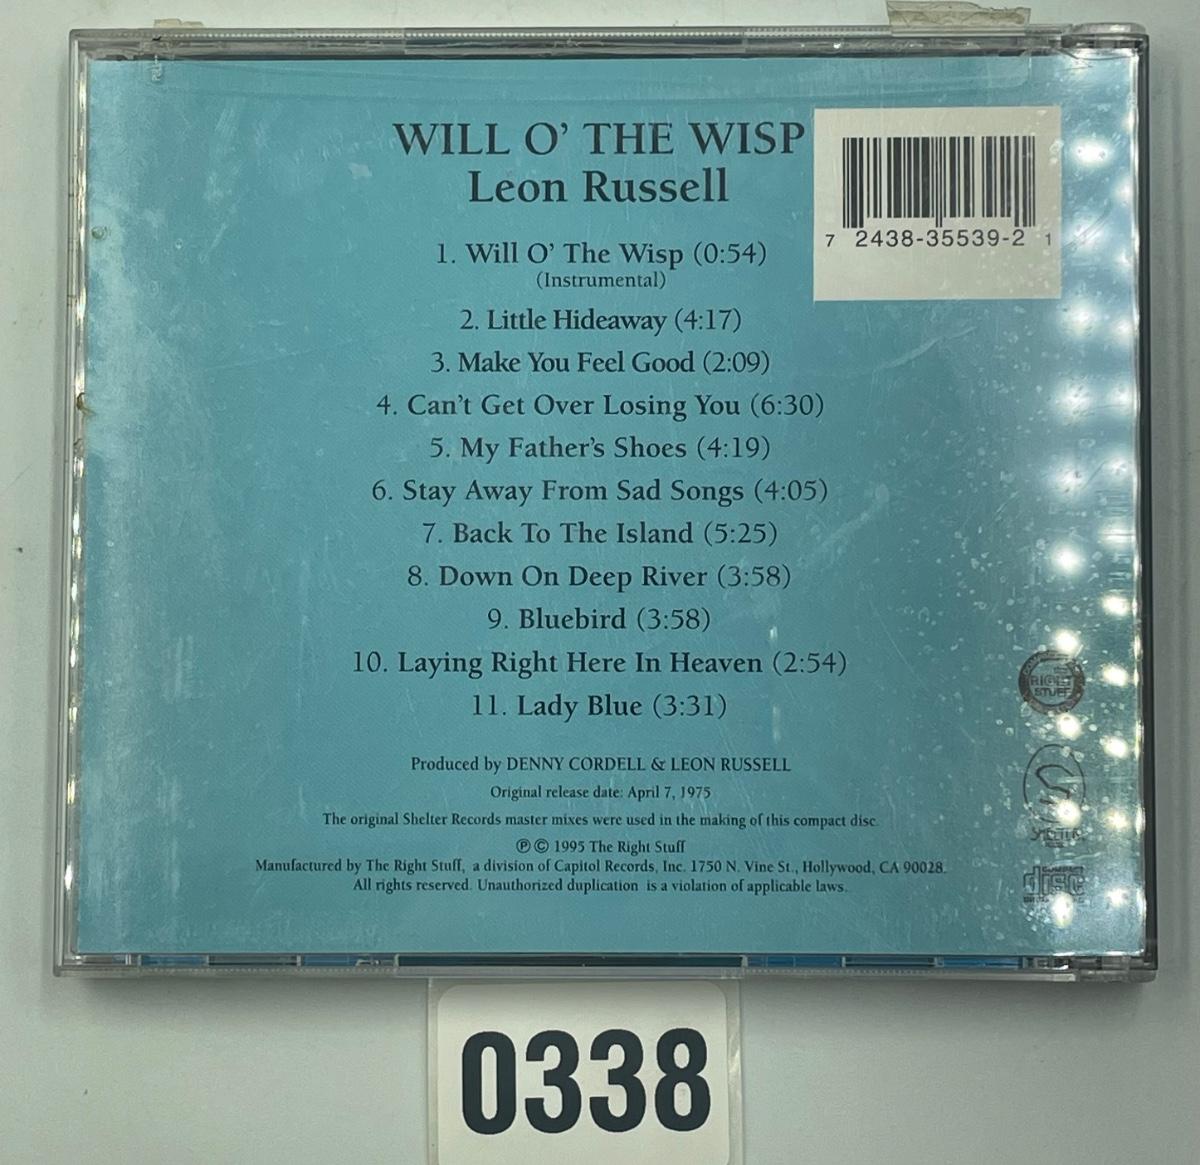 WILL O' THE WISP
Leon Russell
7 2438-35539-2 1
1. Will O' The Wisp (0:54)
(Instrumental)
2. Little Hideaway (4:17)
3. Make You Feel Good (2:09)
4. Can't Get Over Losing You (6:30)
5. My Father's Shoes (4:19)
6. Stay Away From Sad Songs (4:05)
7. Back To The Island (5:25)
8. Down On Deep River (3:58)
9. Bluebird (3:58)
10. Laying Right Here In Heaven (2:54)
11. Lady Blue (3:31)
RIGHT
STUFF
Produced by DENNY CORDELL & LEON RUSSELL
Original release date: April 7, 1975
The original Shelter Records master mixes were used in the making of this compact disc.
℗ © 1995 The Right Stuff
Manufactured by The Right Stuff, a division of Capitol Records, Inc. 1750 N. Vine St., Hollywood, CA 90028.
All rights reserved. Unauthorized duplication is a violation of applicable laws.
SHELTER
COMPACT
disc
0338